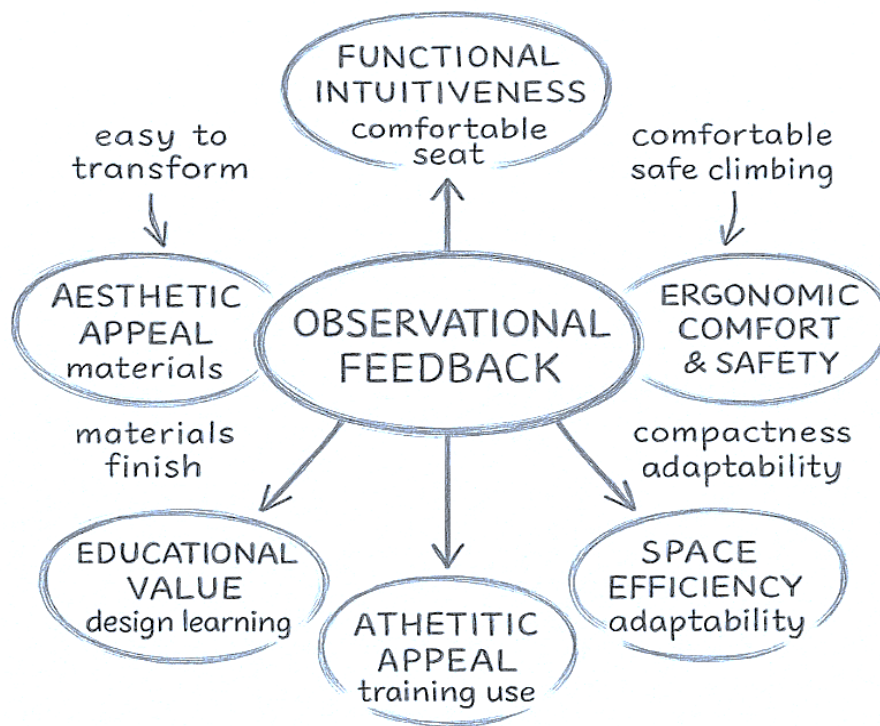 FUNCTIONAL
INTUITIVENESS
comfortable
seat
easy to
transform
comfortable
safe climbing
AESTHETIC
APPEAL
materials
OBSERVATIONAL
FEEDBACK
ERGONOMIC
COMFORT
& SAFETY
materials
finish
compactness
adaptability
EDUCATIONAL
VALUE
design learning
ATHETITIC
APPEAL
training use
SPACE
EFFICIENCY
adaptability